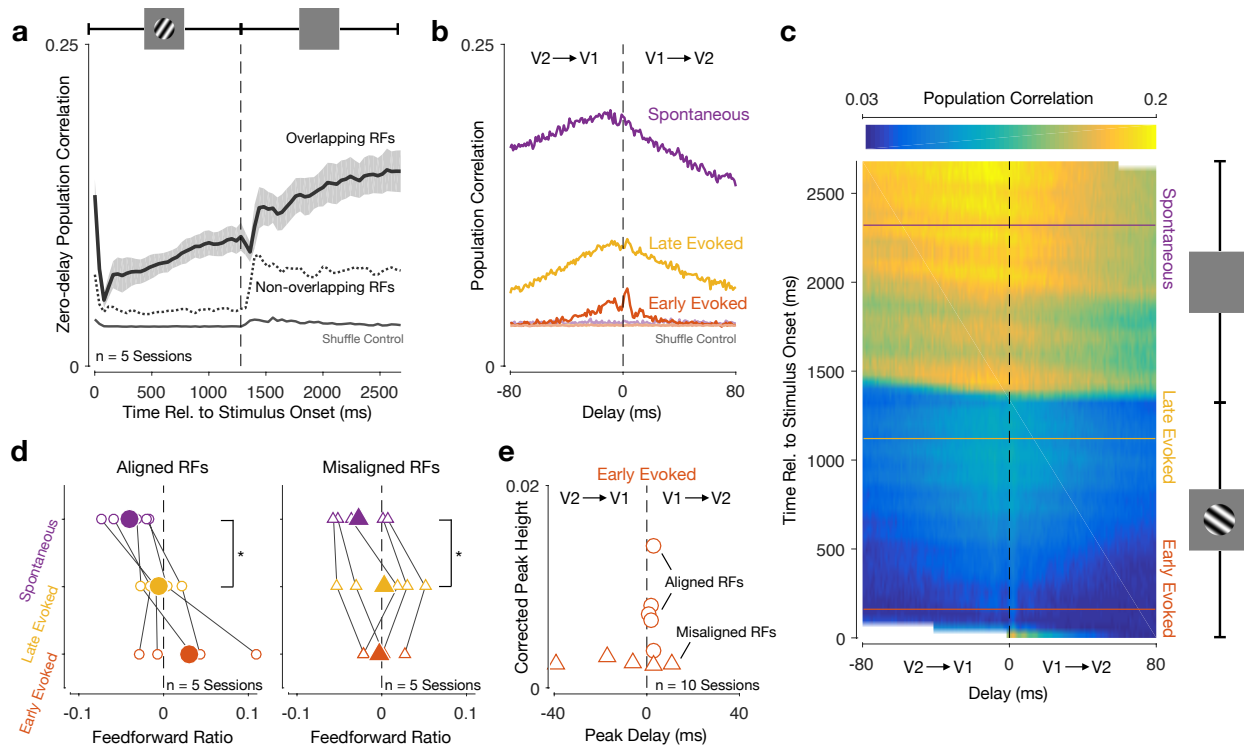 a
0.25
0
Zero-delay Population Correlation
Overlapping RFs
Non-overlapping RFs
Shuffle Control
n = 5 Sessions
0 500 1000 1500 2000 2500
Time Rel. to Stimulus Onset (ms)
b
0.25
0
Population Correlation
V2 → V1 V1 → V2
Spontaneous
Late Evoked
Early Evoked
Shuffle Control
-80 0 80
Delay (ms)
c
0.03 Population Correlation 0.2
Time Rel. to Stimulus Onset (ms)
2500
2000
1500
1000
500
0
Spontaneous
Late Evoked
Early Evoked
-80 V2 → V1 0 V1 → V2 80
Delay (ms)
d
Aligned RFs
Misaligned RFs
Spontaneous
Late Evoked
Early Evoked
*
*
n = 5 Sessions
n = 5 Sessions
-0.1 0 0.1
Feedforward Ratio
-0.1 0 0.1
Feedforward Ratio
e
Early Evoked
0.02
0
Corrected Peak Height
V2 → V1 V1 → V2
Aligned RFs
Misaligned RFs
n = 10 Sessions
-40 0 40
Peak Delay (ms)